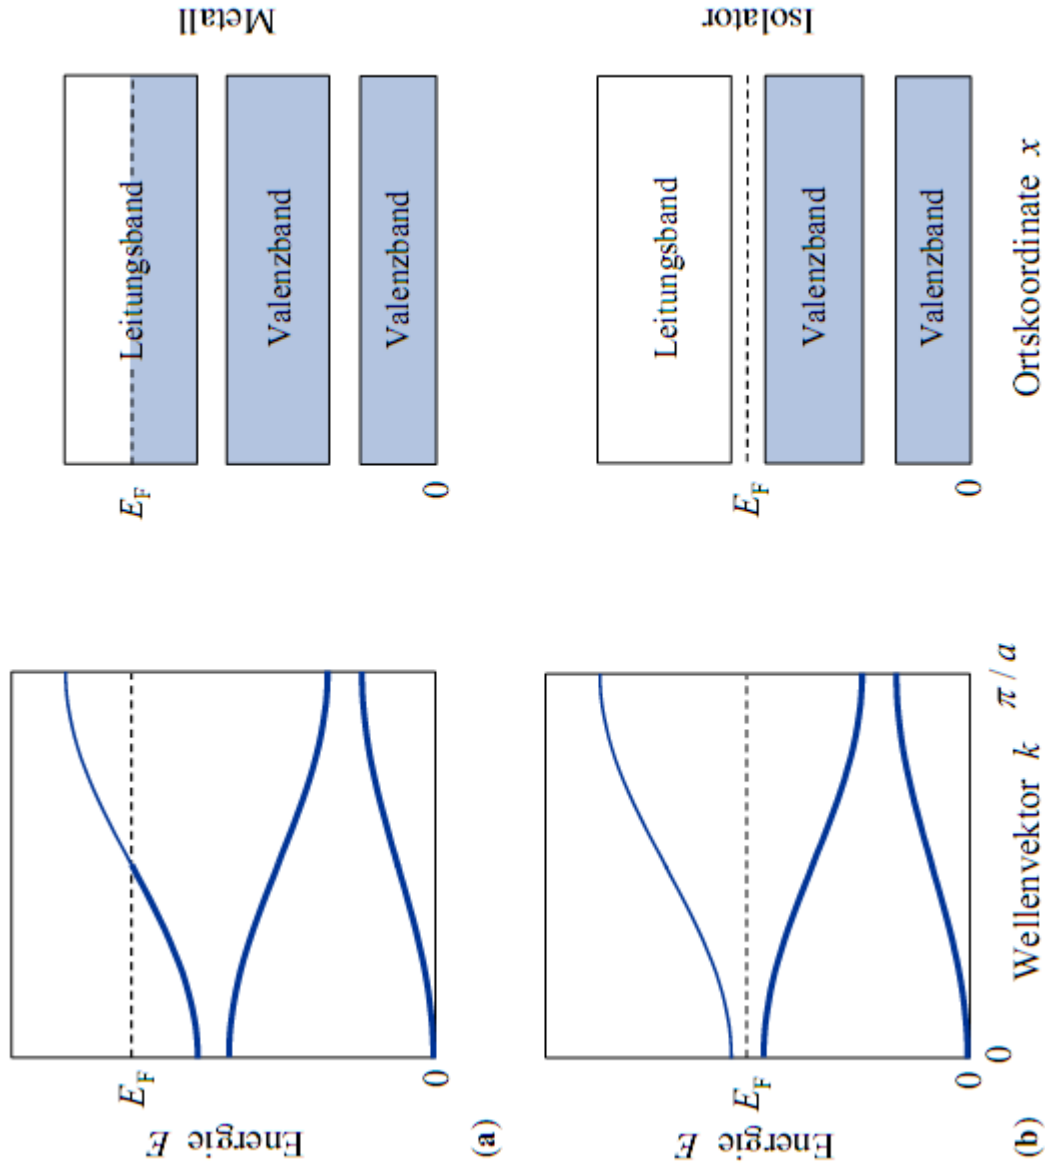 (a)
Energie E
E_F
0
E_F
0
Leitungsband
Valenzband
Valenzband
Metall
(b)
Energie E
E_F
0
0
Wellenvektor k
π / a
E_F
0
Leitungsband
Valenzband
Valenzband
Ortskoordinate x
Isolator